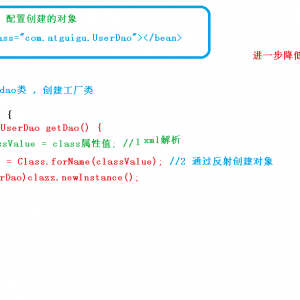 配置创建的对象
ass="com.atguigu.UserDao"></bean>
进一步降低
dao类 ，创建工厂类
{
UserDao getDao() {
ssValue = class属性值; //1 xml解析
= Class.forName(classValue); //2 通过反射创建对象
rDao)clazz.newInstance();